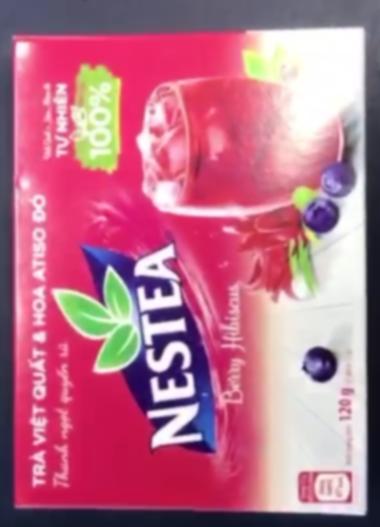 TRÀ VIỆT QUẤT & HOA ATISO ĐỎ
Thanh ngọt quyến rũ
TỰ NHIÊN
100%
NESTEA
Berry Hibiscus
120 g